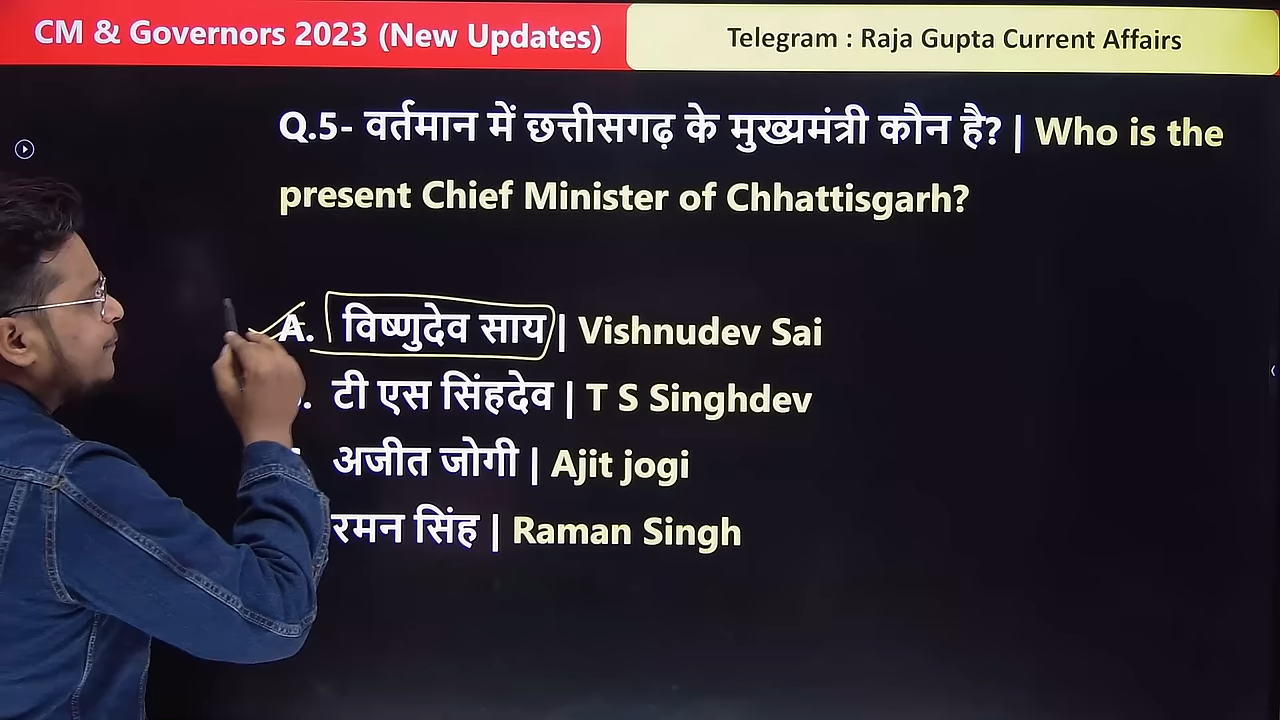 CM & Governors 2023 (New Updates)
Telegram : Raja Gupta Current Affairs
Q.5- वर्तमान में छत्तीसगढ़ के मुख्यमंत्री कौन है? | Who is the
present Chief Minister of Chhattisgarh?
A. विष्णुदेव साय | Vishnudev Sai
टी एस सिंहदेव | T S Singhdev
अजीत जोगी | Ajit jogi
रमन सिंह | Raman Singh